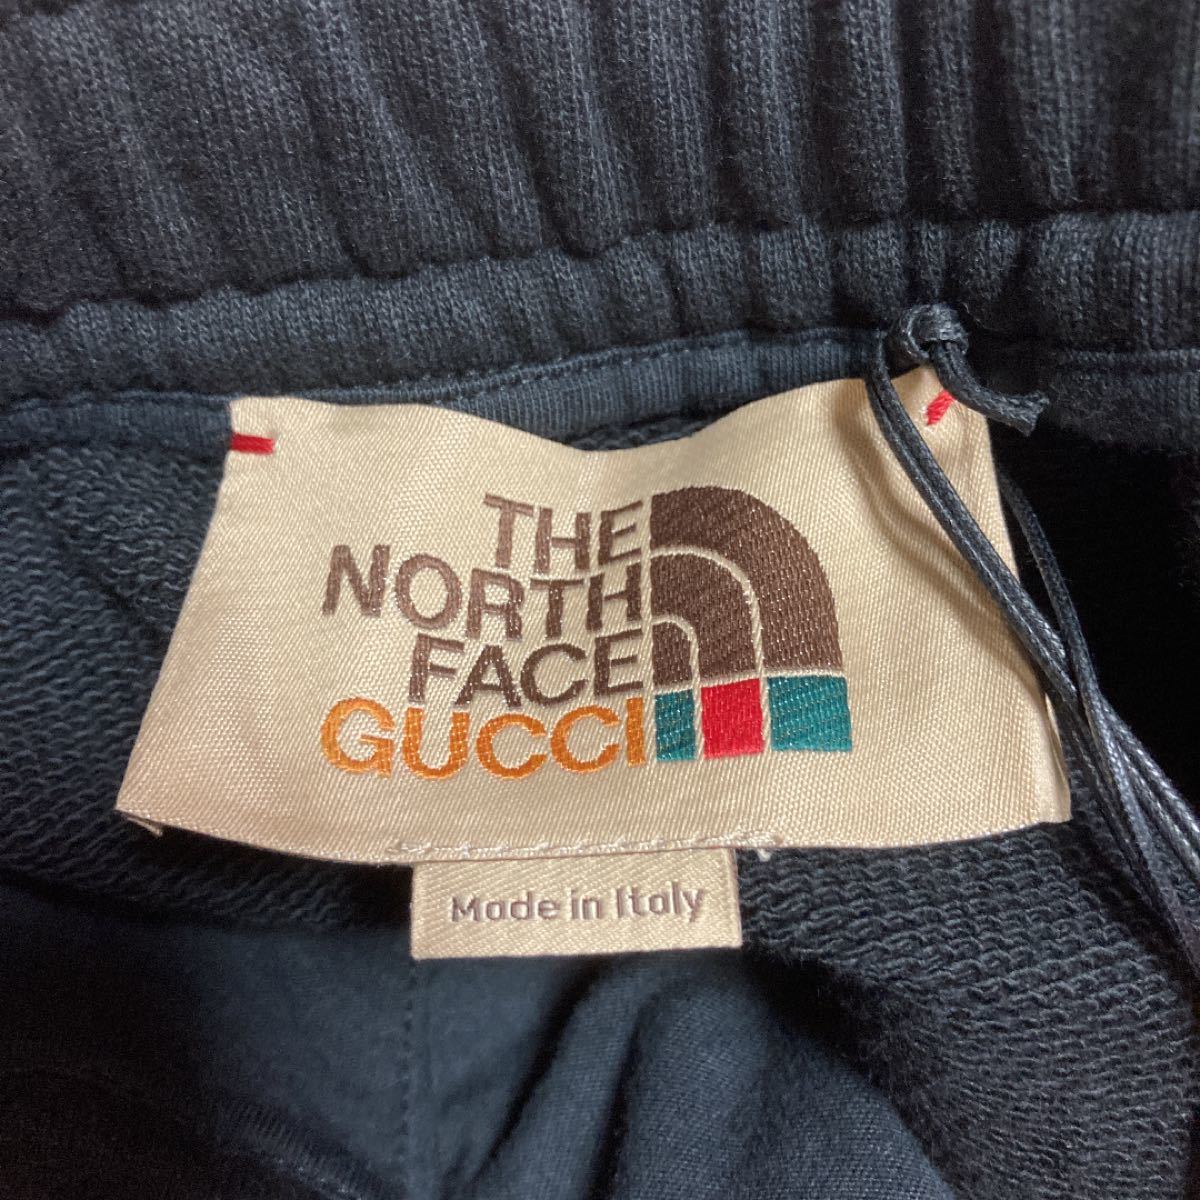 THE
NORTH
FACE
GUCCI
Made in Italy